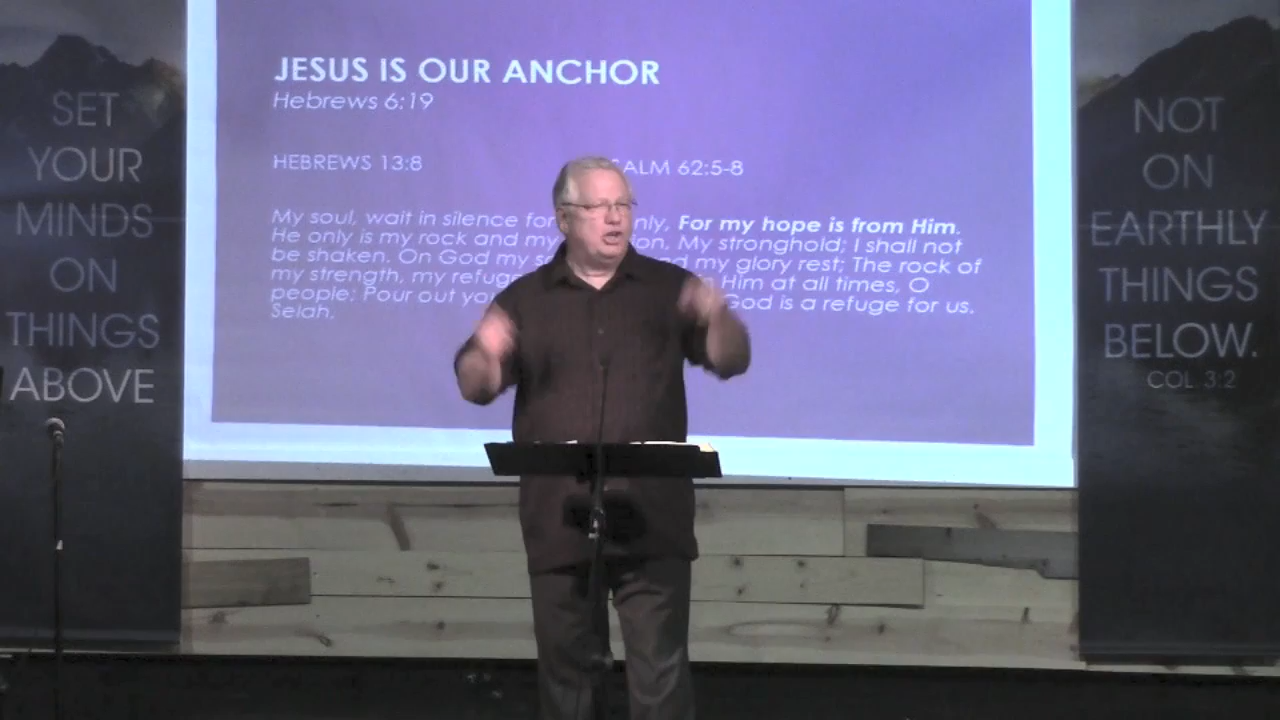 SET
YOUR
MINDS
ON
THINGS
ABOVE
JESUS IS OUR ANCHOR
Hebrews 6:19
HEBREWS 13:8
ALM 62:5-8
My soul, wait in silence for nly, For my hope is from Him.
He only is my rock and my on, My stronghold; I shall not
be shaken. On God my s nd my glory rest; The rock of
my strength, my refuge Him at all times, O
people; Pour out yo God is a refuge for us.
Selah.
NOT
ON
EARTHLY
THINGS
BELOW.
COL 3:2